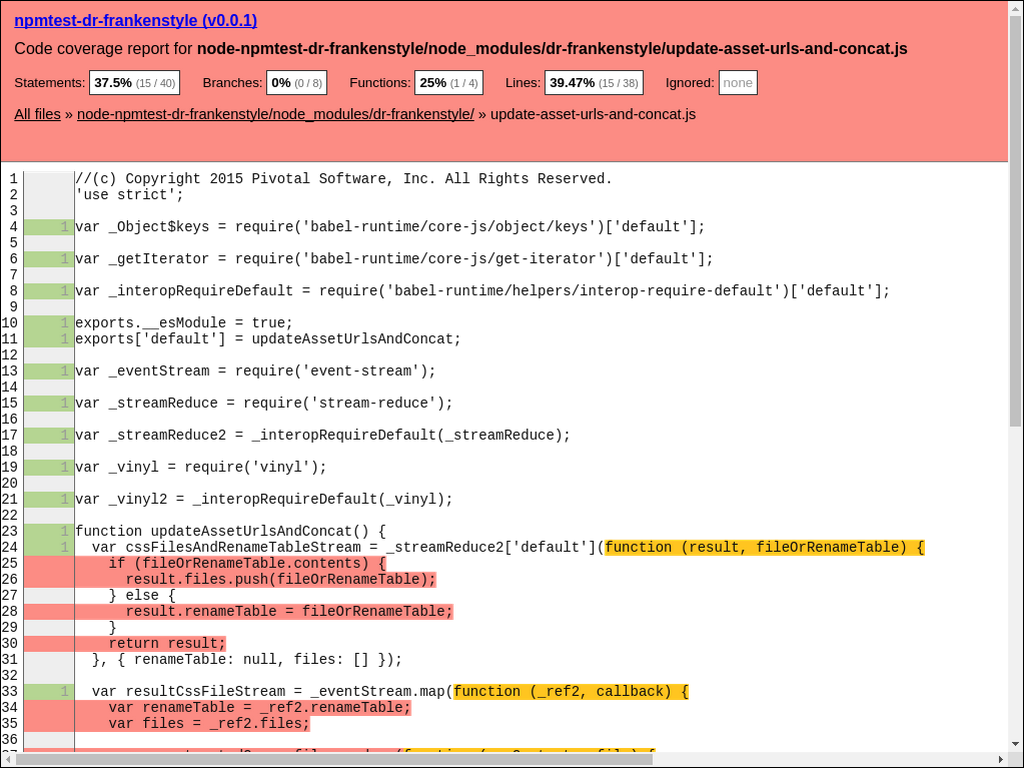 npmtest-dr-frankenstyle (v0.0.1)
Code coverage report for node-npmtest-dr-frankenstyle/node_modules/dr-frankenstyle/update-asset-urls-and-concat.js
Statements: 37.5% (15 / 40) Branches: 0% (0 / 8) Functions: 25% (1 / 4) Lines: 39.47% (15 / 38) Ignored: none
All files » node-npmtest-dr-frankenstyle/node_modules/dr-frankenstyle/ » update-asset-urls-and-concat.js
1 //(c) Copyright 2015 Pivotal Software, Inc. All Rights Reserved.
2 'use strict';
3
4 1 var _Object$keys = require('babel-runtime/core-js/object/keys')['default'];
5
6 1 var _getIterator = require('babel-runtime/core-js/get-iterator')['default'];
7
8 1 var _interopRequireDefault = require('babel-runtime/helpers/interop-require-default')['default'];
9
10 1 exports.__esModule = true;
11 1 exports['default'] = updateAssetUrlsAndConcat;
12
13 1 var _eventStream = require('event-stream');
14
15 1 var _streamReduce = require('stream-reduce');
16
17 1 var _streamReduce2 = _interopRequireDefault(_streamReduce);
18
19 1 var _vinyl = require('vinyl');
20
21 1 var _vinyl2 = _interopRequireDefault(_vinyl);
22
23 1 function updateAssetUrlsAndConcat() {
24 1 var cssFilesAndRenameTableStream = _streamReduce2['default'](function (result, fileOrRenameTable) {
25 if (fileOrRenameTable.contents) {
26 result.files.push(fileOrRenameTable);
27 } else {
28 result.renameTable = fileOrRenameTable;
29 }
30 return result;
31 }, { renameTable: null, files: [] });
32
33 1 var resultCssFileStream = _eventStream.map(function (_ref2, callback) {
34 var renameTable = _ref2.renameTable;
35 var files = _ref2.files;
36